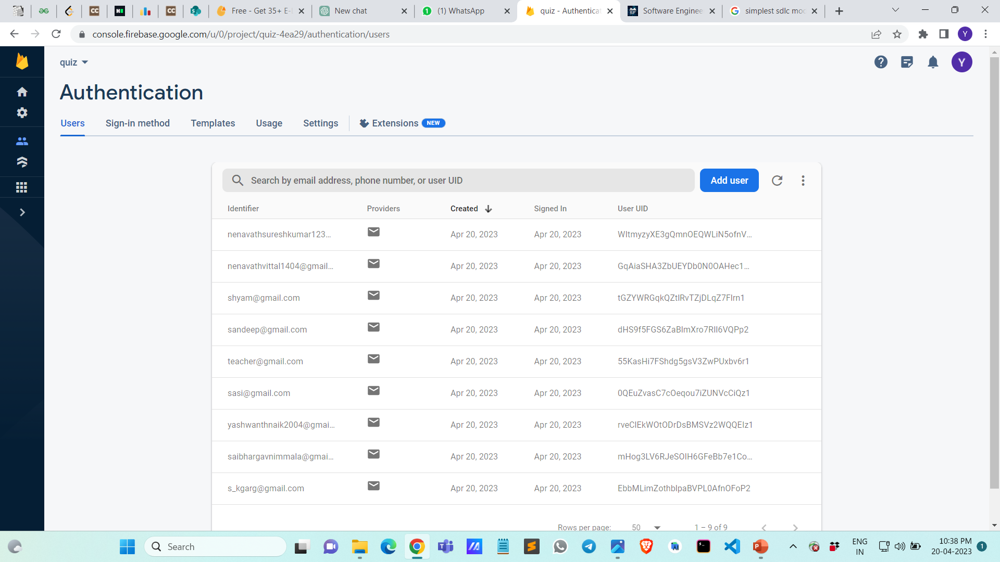 Free - Get 35+ E-
New chat
(1) WhatsApp
quiz - Authenticat
Software Enginee
simplest sdlc mod
console.firebase.google.com/u/0/project/quiz-4ea29/authentication/users
Y
quiz
Y
Authentication
Users
Sign-in method
Templates
Usage
Settings
Extensions
NEW
Search by email address, phone number, or user UID
Add user
Identifier Providers Created Signed In User UID
nenavathsureshkumar123... Apr 20, 2023 Apr 20, 2023 WItmyzyXE3gQmnOEQWLiN5ofnV...
nenavathvittal1404@gmail... Apr 20, 2023 Apr 20, 2023 GqAiaSHA3ZbUEYDb0N0OAHec1...
shyam@gmail.com Apr 20, 2023 Apr 20, 2023 tGZYWRGqkQZtlRvTZjDLqZ7Flrn1
sandeep@gmail.com Apr 20, 2023 Apr 20, 2023 dHS9f5FGS6ZaBlmXro7Rll6VQPp2
teacher@gmail.com Apr 20, 2023 Apr 20, 2023 55KasHi7FShdg5gsV3ZwPUxbv6r1
sasi@gmail.com Apr 20, 2023 Apr 20, 2023 0QEuZvasC7cOeqou7iZUNVcCiQz1
yashwanthnaik2004@gmai... Apr 20, 2023 Apr 20, 2023 rveClEkWOtODrDsBMSVz2WQQEIz1
saibhargavnimmala@gmai... Apr 20, 2023 Apr 20, 2023 mHog3LV6RJeSOlH6GFeBb7e1Co...
s_kgarg@gmail.com Apr 20, 2023 Apr 20, 2023 EbbMLimZothblpaBVPL0AfnOFoP2
Rows per page: 50 1 – 9 of 9
Search
ENG
IN
10:38 PM
20-04-2023
1